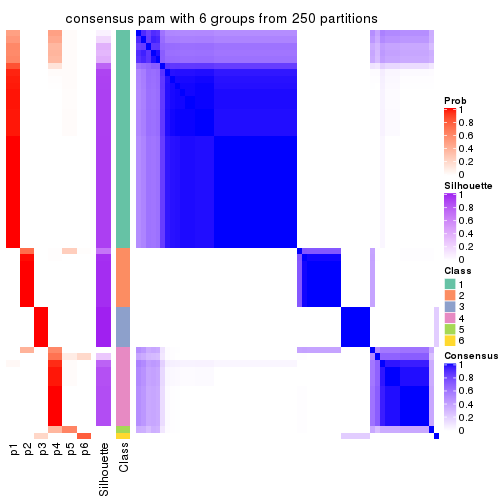 consensus pam with 6 groups from 250 partitions
Prob
1
0.8
0.6
0.4
0.2
0
Silhouette
1
0.8
0.6
0.4
0.2
0
Class
1
2
3
4
5
6
Consensus
1
0.8
0.6
0.4
0.2
0
p1
p2
p3
p4
p5
p6
Silhouette
Class